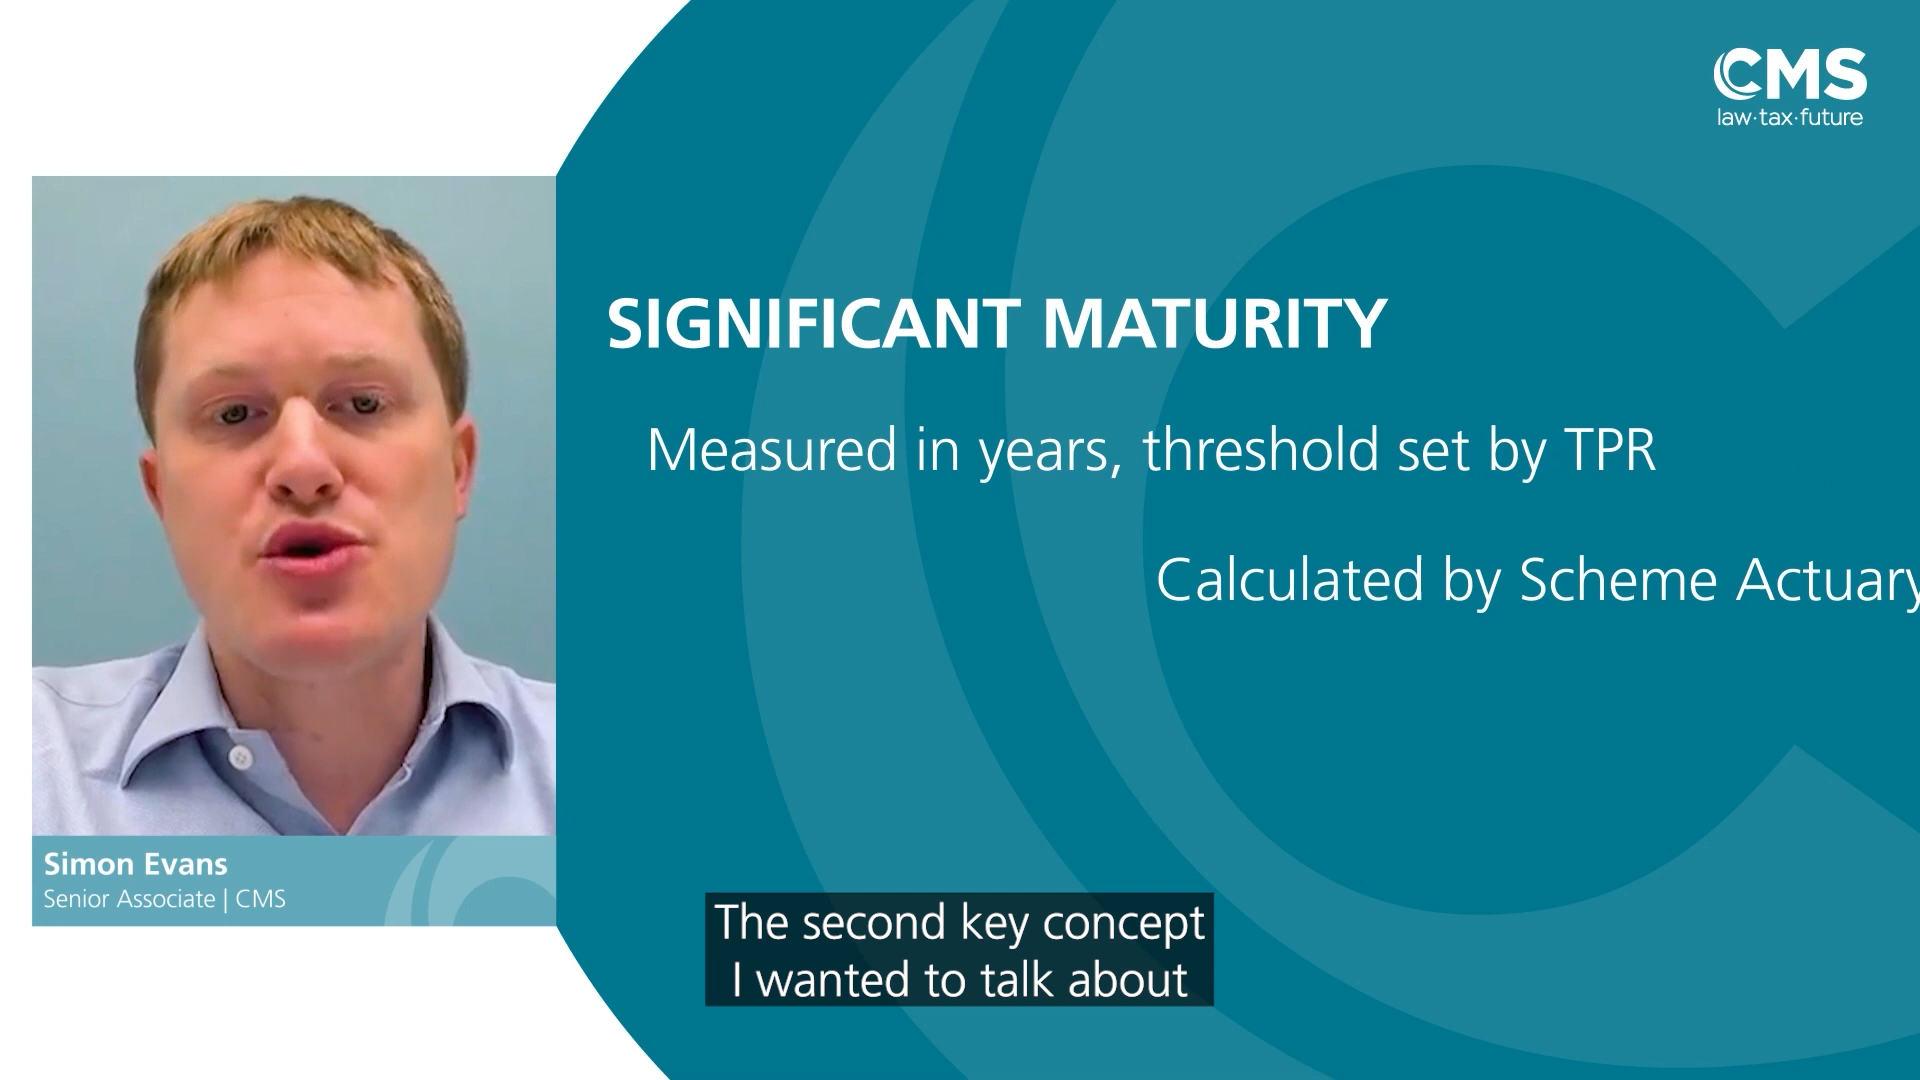 CMS
law·tax·future
SIGNIFICANT MATURITY
Measured in years, threshold set by TPR
Calculated by Scheme Actuary
Simon Evans
Senior Associate | CMS
The second key concept
I wanted to talk about